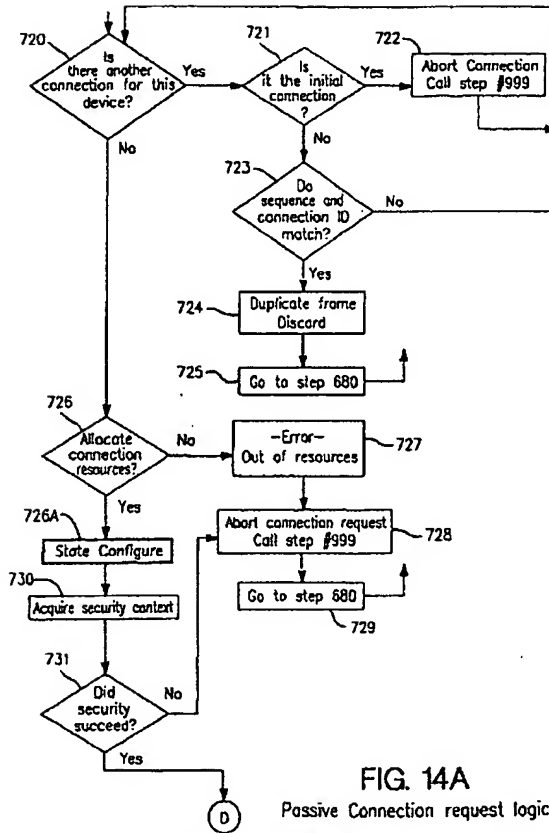 720
Is
there another
connection for this
device?
Yes
No
721
Is
it the initial
connection
?
Yes
No
722
Abort Connection
Call step #999
723
Do
sequence and
connection ID
match?
No
Yes
724
Duplicate frame
Discard
725
Go to step 680
726
Allocate
connection
resources?
No
Yes
-Error-
Out of resources
727
726A
State Configure
Abort connection request
Call step #999
728
730
Acquire security context
Go to step 680
729
731
Did
security
succeed?
No
Yes
D
FIG. 14A
Passive Connection request logic